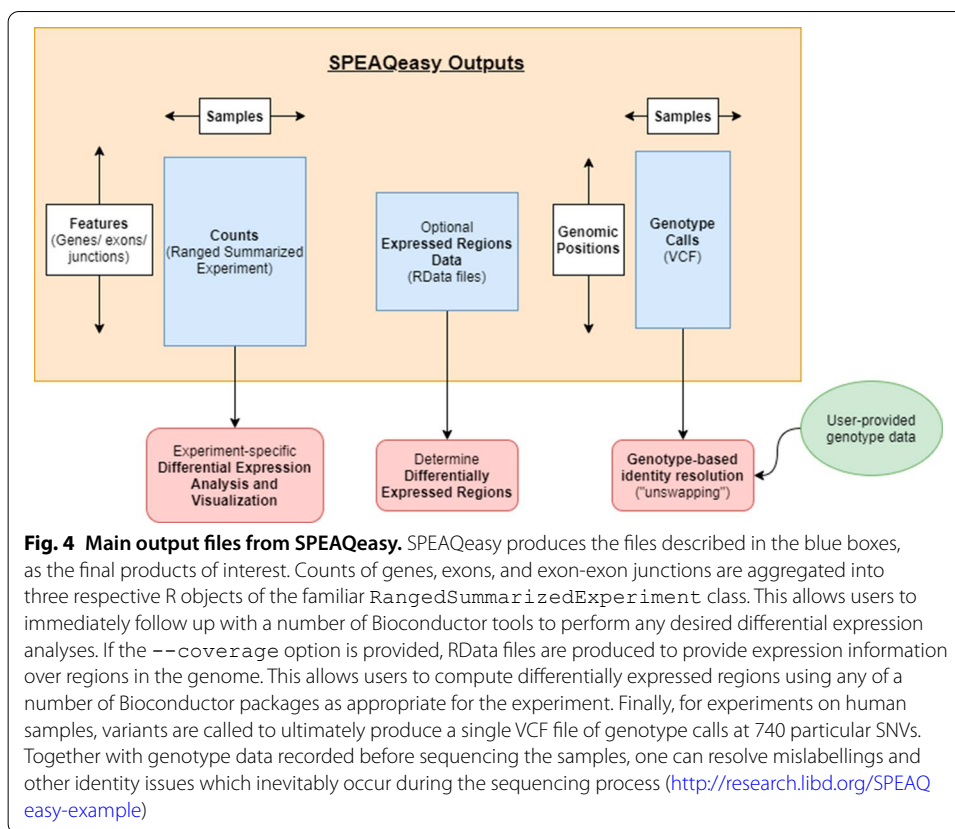 SPEAQeasy Outputs
Samples
Samples
Features
(Genes/ exons/
junctions)
Counts
(Ranged Summarized
Experiment)
Optional
Expressed Regions
Data
(RData files)
Genomic
Positions
Genotype
Calls
(VCF)
User-provided
genotype data
Experiment-specific
Differential Expression
Analysis and
Visualization
Determine
Differentially
Expressed Regions
Genotype-based
identity resolution
("unswapping")
Fig. 4 Main output files from SPEAQeasy. SPEAQeasy produces the files described in the blue boxes,
as the final products of interest. Counts of genes, exons, and exon-exon junctions are aggregated into
three respective R objects of the familiar RangedSummarizedExperiment class. This allows users to
immediately follow up with a number of Bioconductor tools to perform any desired differential expression
analyses. If the --coverage option is provided, RData files are produced to provide expression information
over regions in the genome. This allows users to compute differentially expressed regions using any of a
number of Bioconductor packages as appropriate for the experiment. Finally, for experiments on human
samples, variants are called to ultimately produce a single VCF file of genotype calls at 740 particular SNVs.
Together with genotype data recorded before sequencing the samples, one can resolve mislabellings and
other identity issues which inevitably occur during the sequencing process (http://research.libd.org/SPEAQ
easy-example)